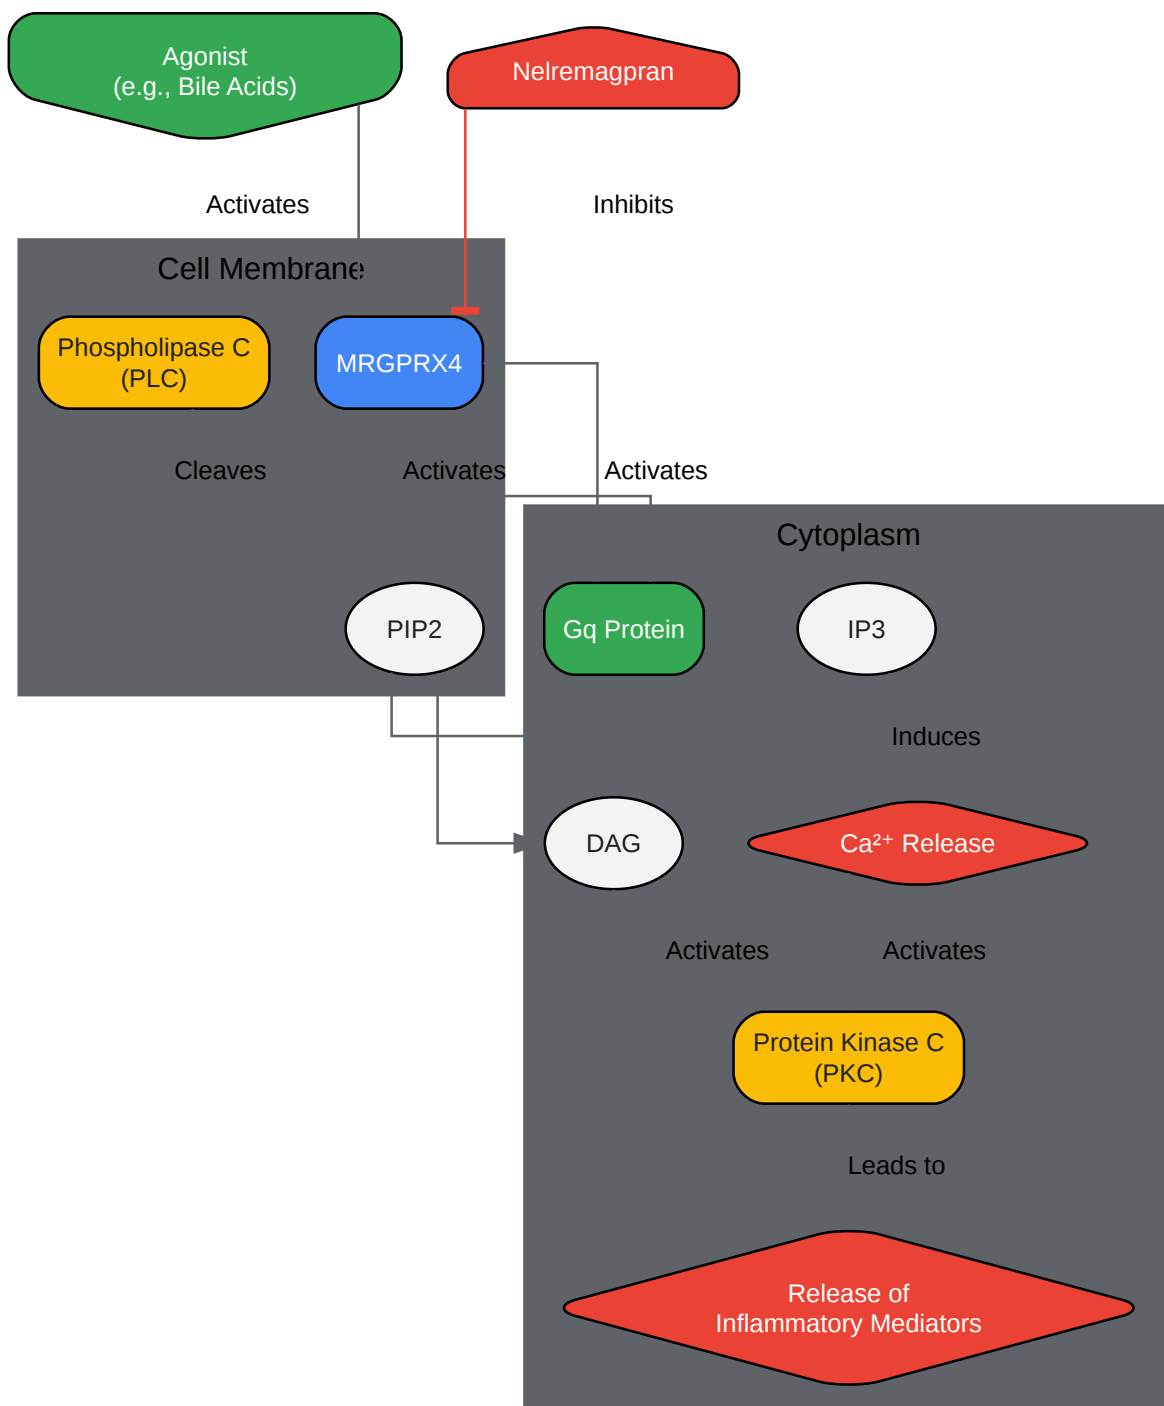 Agonist
(e.g., Bile Acids)
Nelremagpran
Activates
Inhibits
Cell Membrane
Phospholipase C
(PLC)
MRGPRX4
Cleaves
Activates
Activates
Cytoplasm
PIP2
Gq Protein
IP3
Induces
DAG
Ca²⁺ Release
Activates
Activates
Protein Kinase C
(PKC)
Leads to
Release of
Inflammatory Mediators